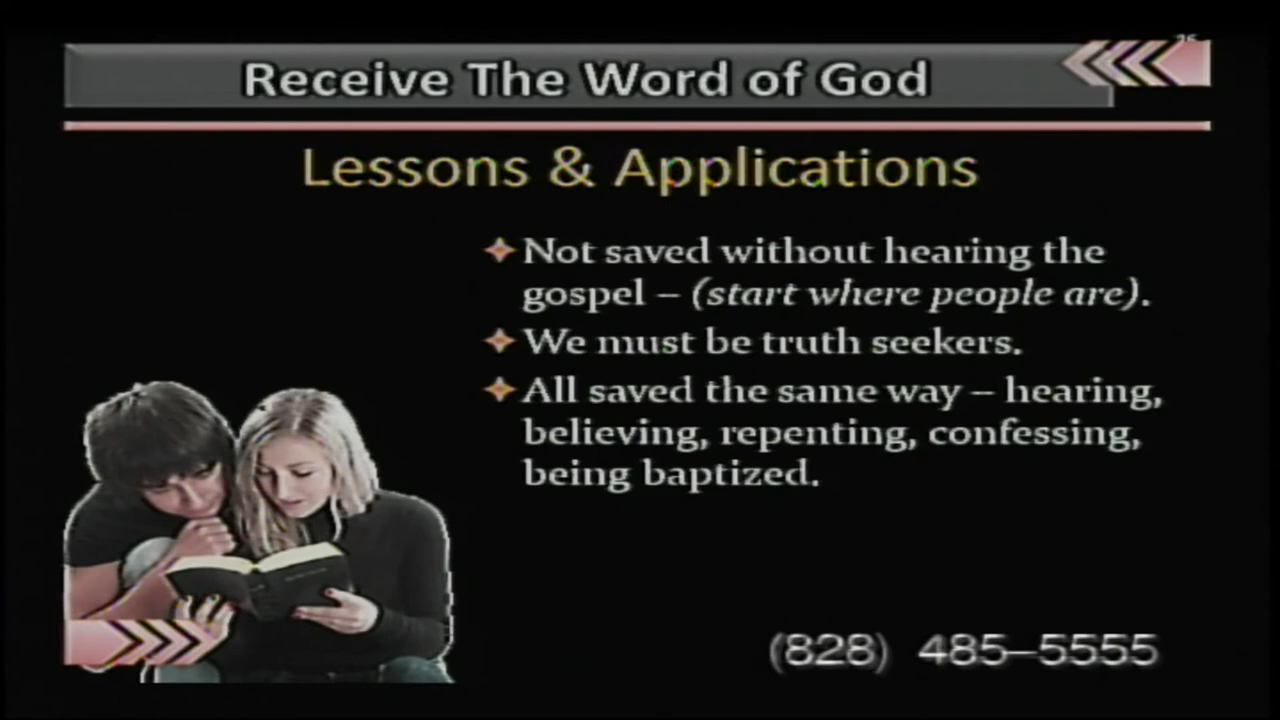 Receive The Word of God
Lessons & Applications
Not saved without hearing the
gospel – (start where people are).
We must be truth seekers.
All saved the same way – hearing,
believing, repenting, confessing,
being baptized.
(828) 485–5555